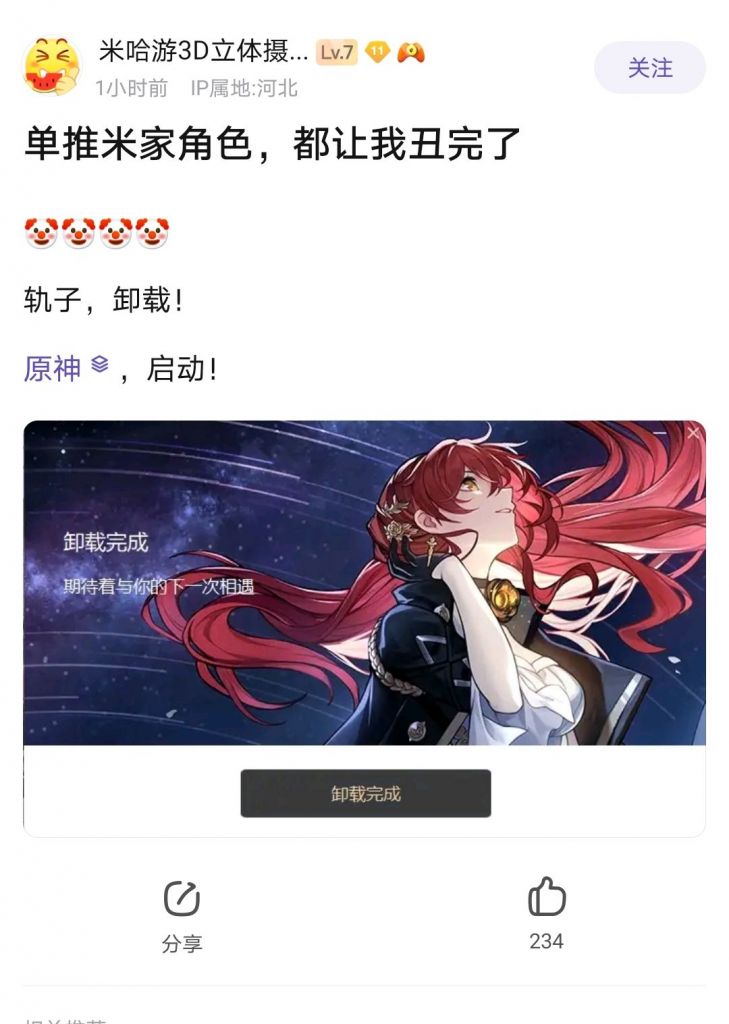 米哈游3D立体摄... Lv.7 11
1小时前 IP属地:河北
关注
单推米家角色，都让我丑完了
🤡🤡🤡🤡
轨子，卸载！
原神，启动！
卸载完成
期待着与你的下一次相遇
卸载完成
分享
234